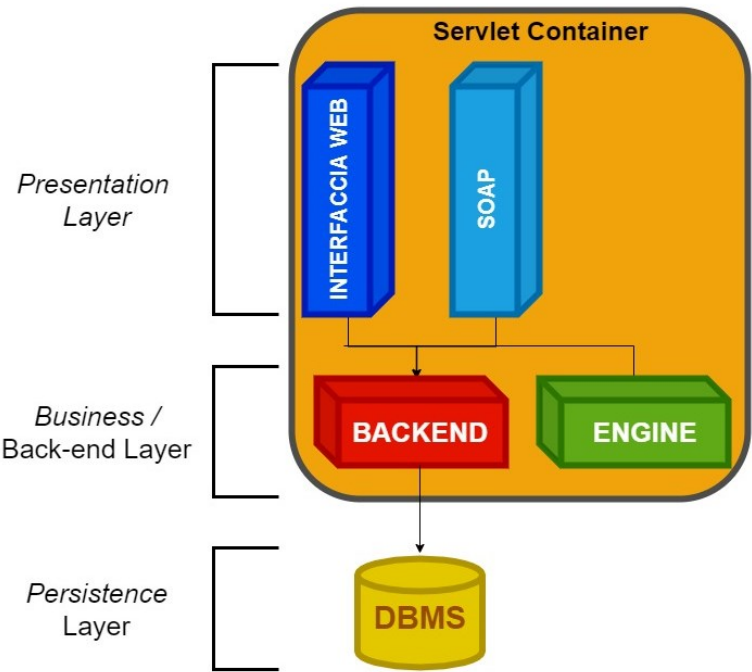 Servlet Container
INTERFACCIA WEB
SOAP
Presentation
Layer
Business /
Back-end Layer
BACKEND
ENGINE
Persistence
Layer
DBMS